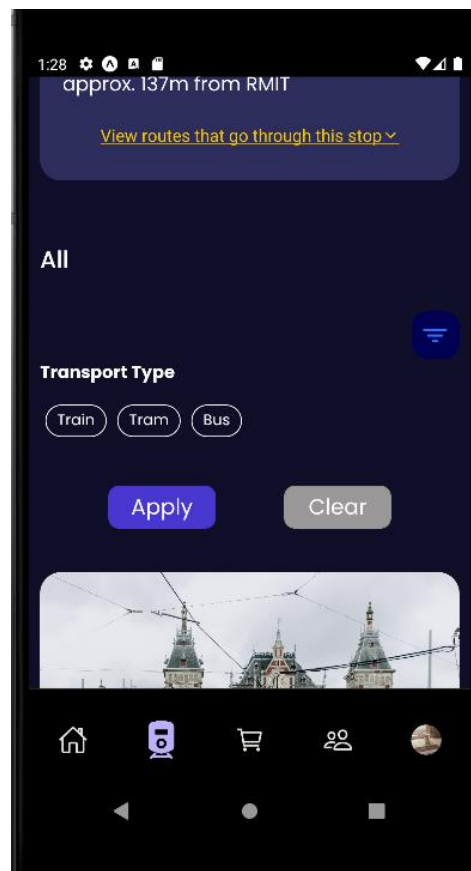 1:28
approx. 137m from RMIT
View routes that go through this stop
All
Transport Type
Train Tram Bus
Apply Clear